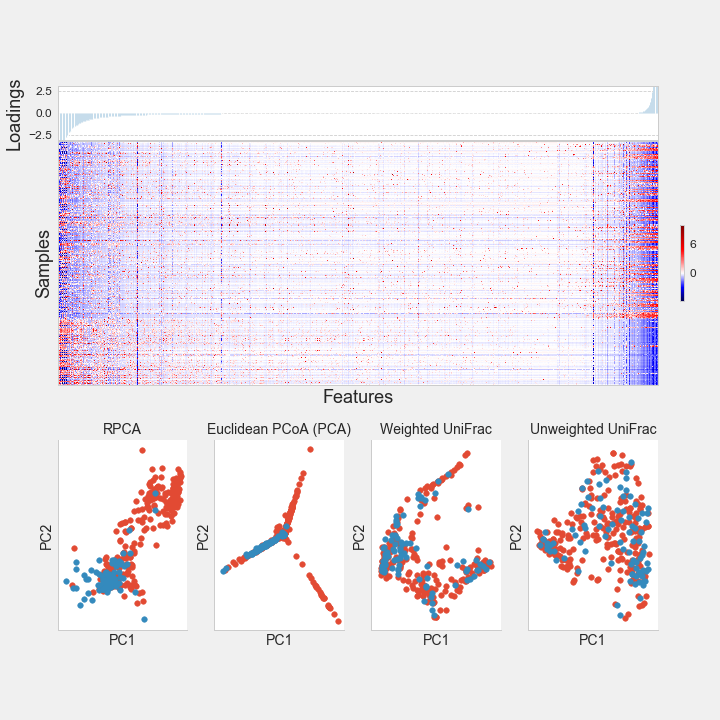 Loadings
2.5
0.0
−2.5
Samples
6
0
Features
RPCA
Euclidean PCoA (PCA)
Weighted UniFrac
Unweighted UniFrac
PC2
PC2
PC2
PC2
PC1
PC1
PC1
PC1